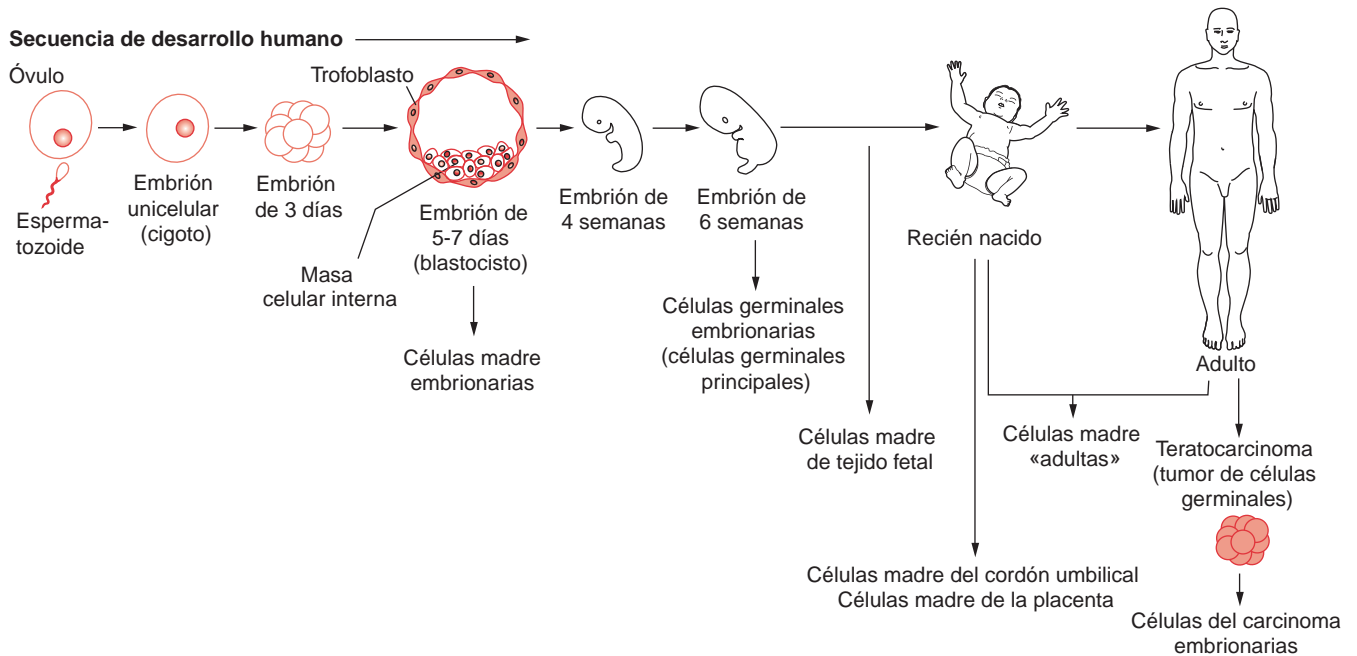 Secuencia de desarrollo humano
Óvulo
Esperma-
tozoide
Embrión
unicelular
(cigoto)
Embrión
de 3 días
Trofoblasto
Masa
celular interna
Embrión de
5-7 días
(blastocisto)
Células madre
embrionarias
Embrión de
4 semanas
Embrión de
6 semanas
Células germinales
embrionarias
(células germinales
principales)
Células madre
de tejido fetal
Recién nacido
Células madre del cordón umbilical
Células madre de la placenta
Células madre
«adultas»
Adulto
Teratocarcinoma
(tumor de células
germinales)
Células del carcinoma
embrionarias